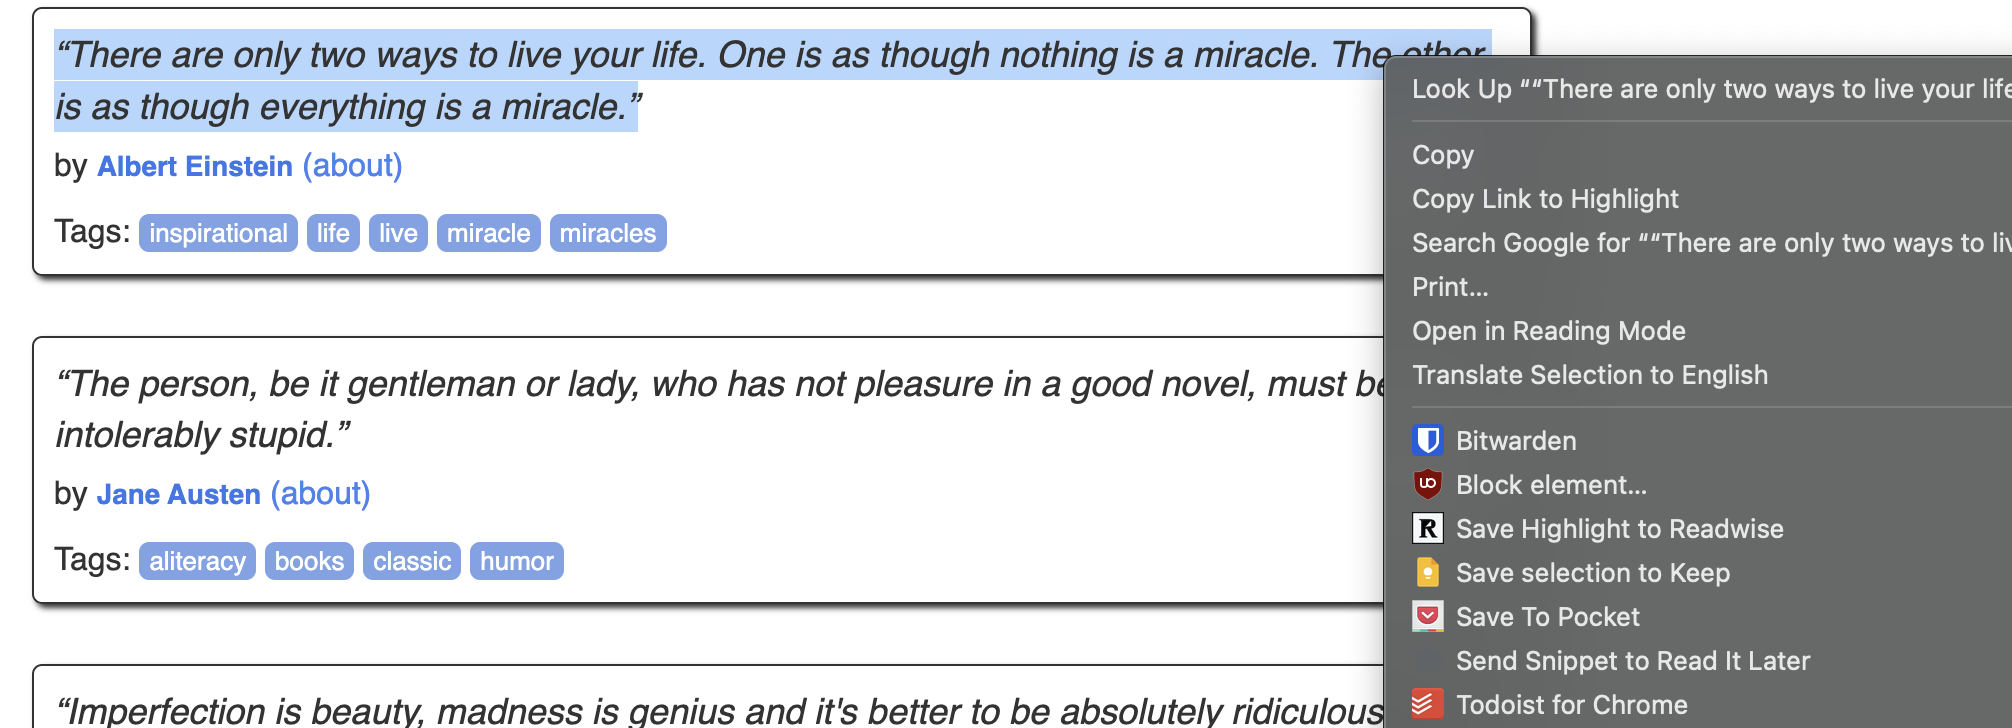 “There are only two ways to live your life. One is as though nothing is a miracle. The other
is as though everything is a miracle.”
by Albert Einstein (about)
Tags: inspirational life live miracle miracles
“The person, be it gentleman or lady, who has not pleasure in a good novel, must be
intolerably stupid.”
by Jane Austen (about)
Tags: aliteracy books classic humor
“Imperfection is beauty, madness is genius and it's better to be absolutely ridiculous
Look Up ““There are only two ways to live your life
Copy
Copy Link to Highlight
Search Google for ““There are only two ways to liv
Print...
Open in Reading Mode
Translate Selection to English
Bitwarden
Block element...
R Save Highlight to Readwise
Save selection to Keep
Save To Pocket
Send Snippet to Read It Later
Todoist for Chrome